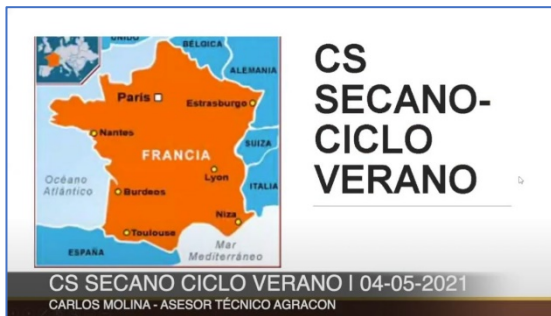 UNIDO
BÉLGICA
ALEMANIA
París
Estrasburgo
Nantes
FRANCIA
SUIZA
Océano
Atlántico
Lyon
ITALIA
Burdeos
Niza
Toulouse
Mar
Mediterráneo
ESPAÑA
CS
SECANO-
CICLO
VERANO
CS SECANO CICLO VERANO | 04-05-2021
CARLOS MOLINA - ASESOR TÉCNICO AGRACON